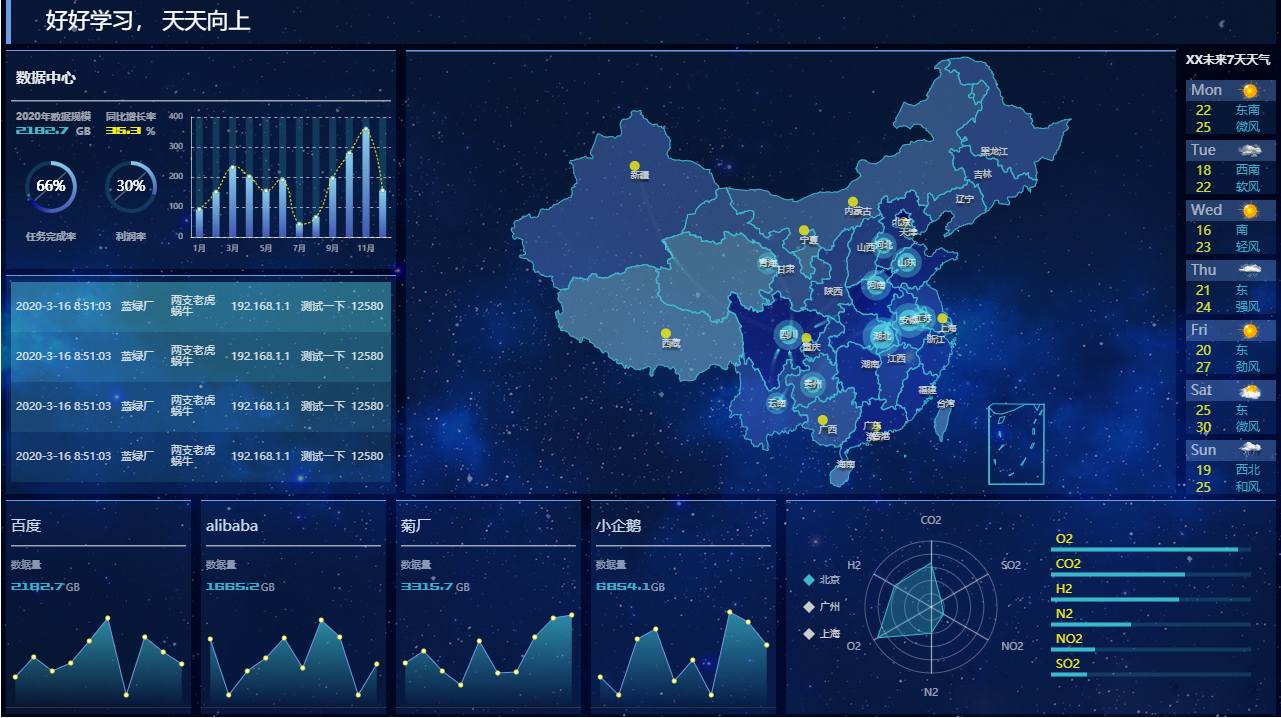 好好学习， 天天向上
数据中心
2020年数据规模
同比增长率
2182.7 GB
35.3 %
66%
30%
任务完成率
利润率
400
300
200
100
0
1月
3月
5月
7月
9月
11月
2020-3-16 8:51:03 蓝绿厂 两支老虎 192.168.1.1 测试一下 12580
蜗牛
2020-3-16 8:51:03 蓝绿厂 两支老虎 192.168.1.1 测试一下 12580
蜗牛
2020-3-16 8:51:03 蓝绿厂 两支老虎 192.168.1.1 测试一下 12580
蜗牛
2020-3-16 8:51:03 蓝绿厂 两支老虎 192.168.1.1 测试一下 12580
蜗牛
黑龙江
吉林
辽宁
新疆
内蒙古
北京
天津
宁夏
山西
河北
青海
甘肃
山东
陕西
河南
安徽
江苏
上海
四川
重庆
湖北
浙江
西藏
湖南
江西
贵州
福建
云南
台湾
广西
广东
香港
海南
XX未来7天天气
Mon
22 东南
25 微风
Tue
18 西南
22 软风
Wed
16 南
23 轻风
Thu
21 东
24 强风
Fri
20 东
27 劲风
Sat
25 东
30 微风
Sun
19 西北
25 和风
百度
数据量
2182.7GB
alibaba
数据量
1665.2GB
菊厂
数据量
3315.7GB
小企鹅
数据量
6854.1GB
北京
广州
上海
CO2
SO2
NO2
N2
O2
H2
O2
CO2
H2
N2
NO2
SO2